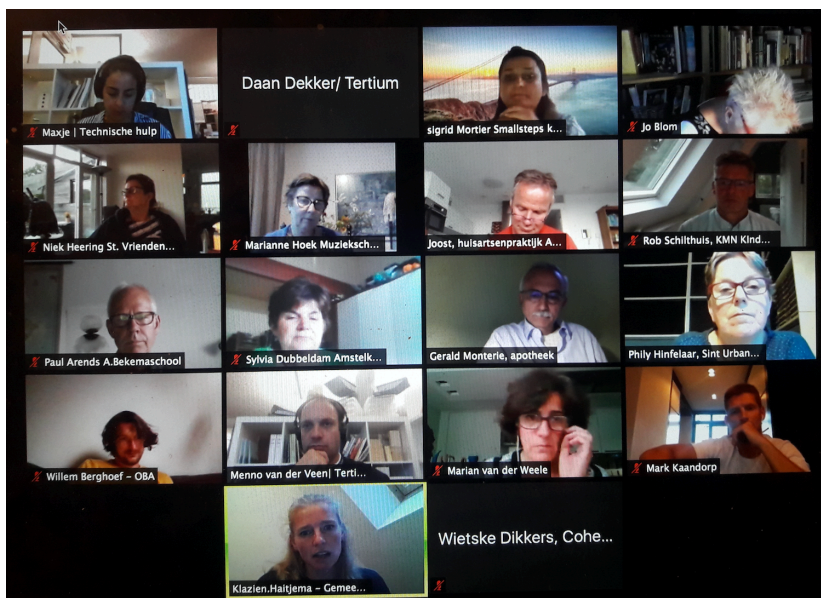 Maxje | Technische hulp
Daan Dekker/ Tertium
sigrid Mortier Smallsteps k...
Jo Blom
Niek Heering St. Vrienden...
Marianne Hoek Muzieksch...
Joost, huisartsenpraktijk A...
Rob Schilthuis, KMN KInd...
Paul Arends A.Bekemaschool
Sylvia Dubbeldam Amstelk...
Gerald Monterie, apotheek
Phily Hinfelaar, Sint Urban...
Willem Berghoef – OBA
Menno van der Veen| Terti...
Marian van der Weele
Mark Kaandorp
Klazien.Haitjema – Gemee...
Wietske Dikkers, Cohe...